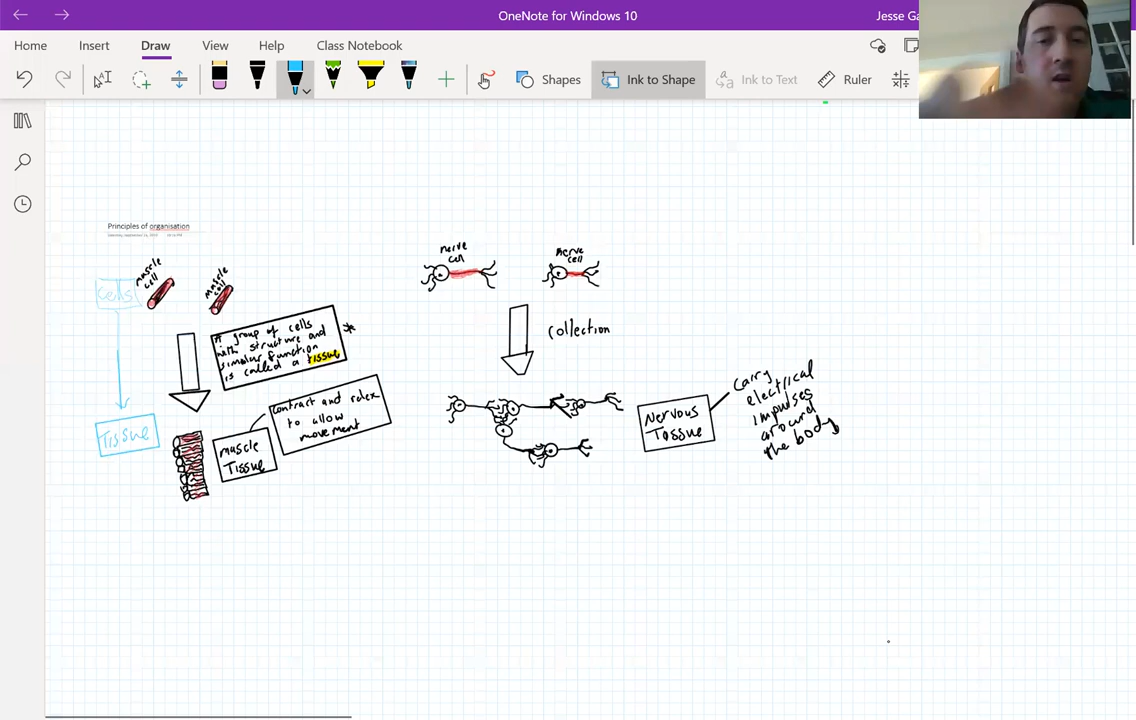 OneNote for Windows 10
Jesse Ga
Home
Insert
Draw
View
Help
Class Notebook
Shapes
Ink to Shape
Ink to Text
Ruler
Principles of organisation
cells
muscle
cell
muscle
cell
A group of cells
with structure and
similar function
is called a tissue
*
Tissue
muscle
Tissue
contract and relax
to allow
movement
nerve
cell
nerve
cell
collection
Nervous
Tissue
Carry
electrical
impulses
around
the body